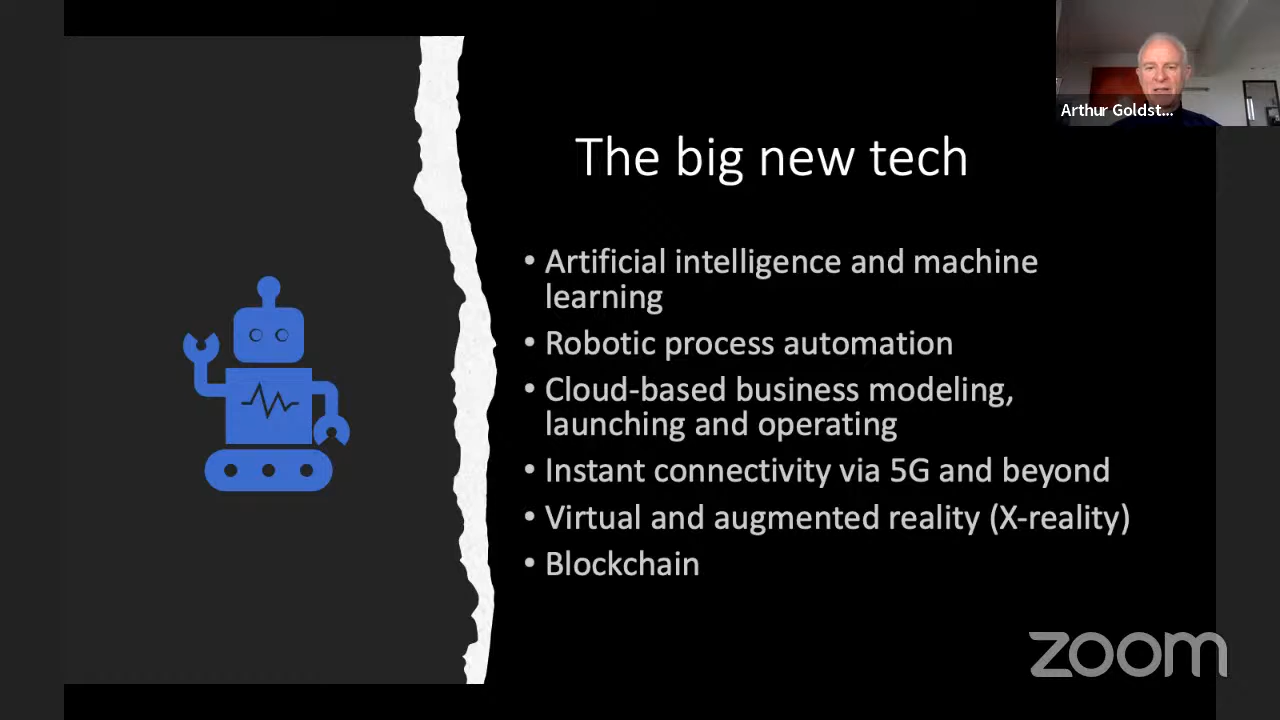 Arthur Goldst...
The big new tech
• Artificial intelligence and machine
learning
• Robotic process automation
• Cloud-based business modeling,
launching and operating
• Instant connectivity via 5G and beyond
• Virtual and augmented reality (X-reality)
• Blockchain
zoom